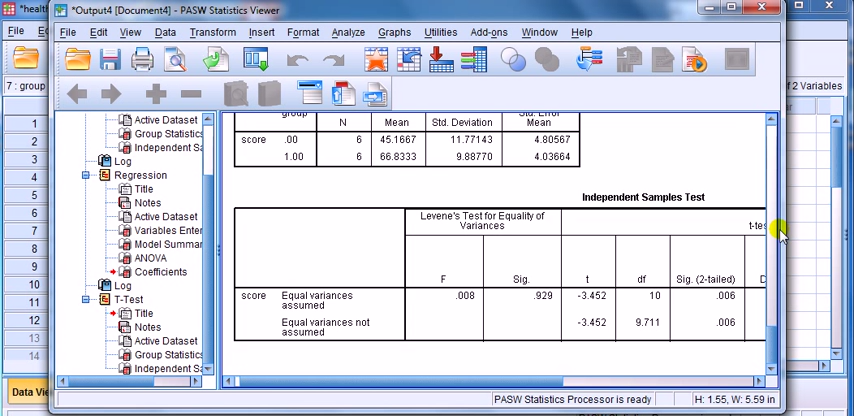 *health
*Output4 [Document4] - PASW Statistics Viewer
File Edit View Data Transform Insert Format Analyze Graphs Utilities Add-ons Window Help
7 : group
of 2 Variables
1
2
3
4
5
6
7
8
9
10
11
12
13
14
Active Dataset
Group Statistics
Independent Sa
Log
Regression
Title
Notes
Active Dataset
Variables Enter
Model Summar
ANOVA
Coefficients
Log
T-Test
Title
Notes
Active Dataset
Group Statistics
Independent Sa
group N Mean Std. Deviation Std. Error Mean
score .00 6 45.1667 11.77143 4.80567
1.00 6 66.8333 9.88770 4.03664
Independent Samples Test
Levene's Test for Equality of
Variances
t-tes
F Sig. t df Sig. (2-tailed) D
score Equal variances
assumed .008 .929 -3.452 10 .006
Equal variances not
assumed -3.452 9.711 .006
Data Vie
PASW Statistics Processor is ready H: 1.55, W: 5.59 in